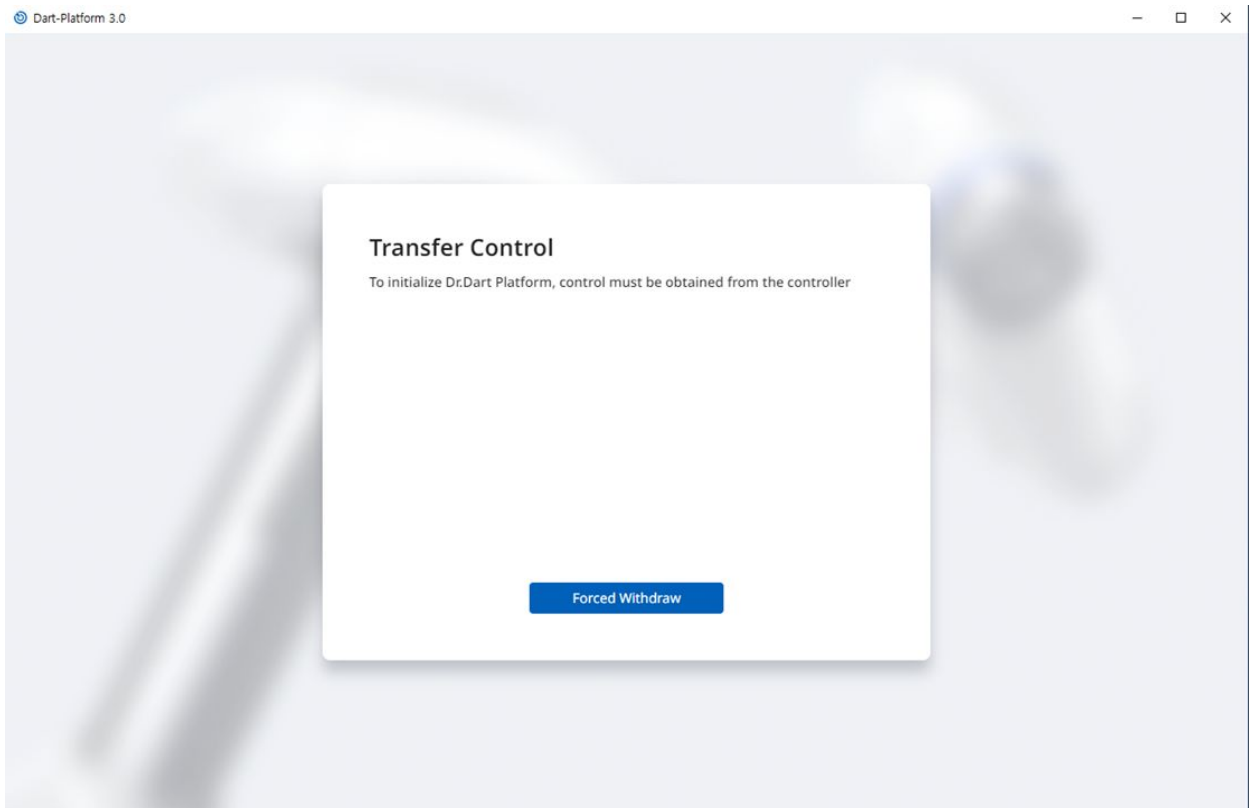 Dart-Platform 3.0
Transfer Control
To initialize Dr.Dart Platform, control must be obtained from the controller
Forced Withdraw